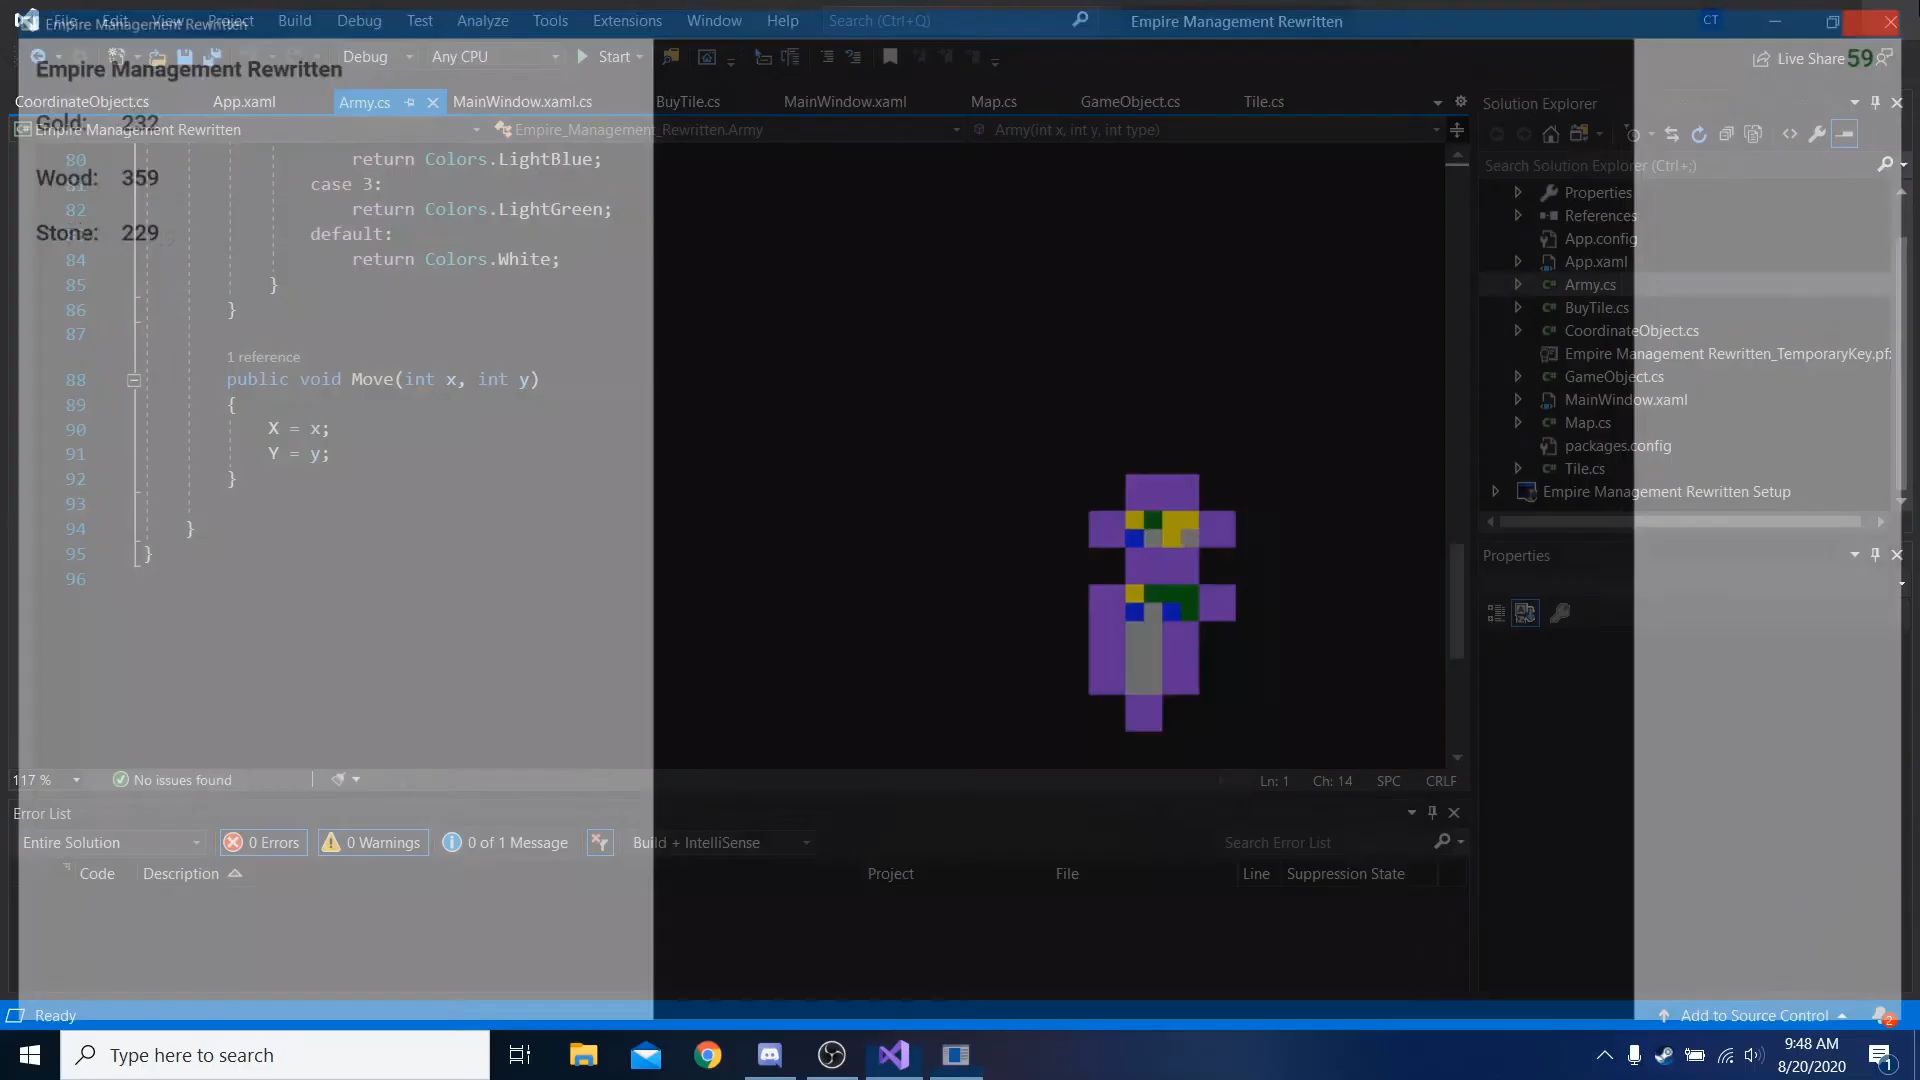 File Edit View Project Build Debug Test Analyze Tools Extensions Window Help Search (Ctrl+Q) Empire Management Rewritten CT
Empire Management Rewritten
Debug Any CPU Start Live Share 59
Empire Management Rewritten
CoordinateObject.cs App.xaml Army.cs MainWindow.xaml.cs BuyTile.cs MainWindow.xaml Map.cs GameObject.cs Tile.cs
Gold: 232
Empire Management Rewritten Empire_Management_Rewritten.Army Army(int x, int y, int type)
80 return Colors.LightBlue;
Wood: 359
81 case 3:
82 return Colors.LightGreen;
Stone: 229
default:
84 return Colors.White;
85 }
86 }
87
1 reference
88 public void Move(int x, int y)
89 {
90 X = x;
91 Y = y;
92 }
93
94 }
95 }
96
117 % No issues found Ln: 1 Ch: 14 SPC CRLF
Error List
Entire Solution 0 Errors 0 Warnings 0 of 1 Message Build + IntelliSense Search Error List
Code Description Project File Line Suppression State
Solution Explorer
Search Solution Explorer (Ctrl+;)
Properties
References
App.config
App.xaml
Army.cs
BuyTile.cs
CoordinateObject.cs
Empire Management Rewritten_TemporaryKey.pf
GameObject.cs
MainWindow.xaml
Map.cs
packages.config
Tile.cs
Empire Management Rewritten Setup
Properties
Ready Add to Source Control 2
Type here to search 9:48 AM
8/20/2020 1